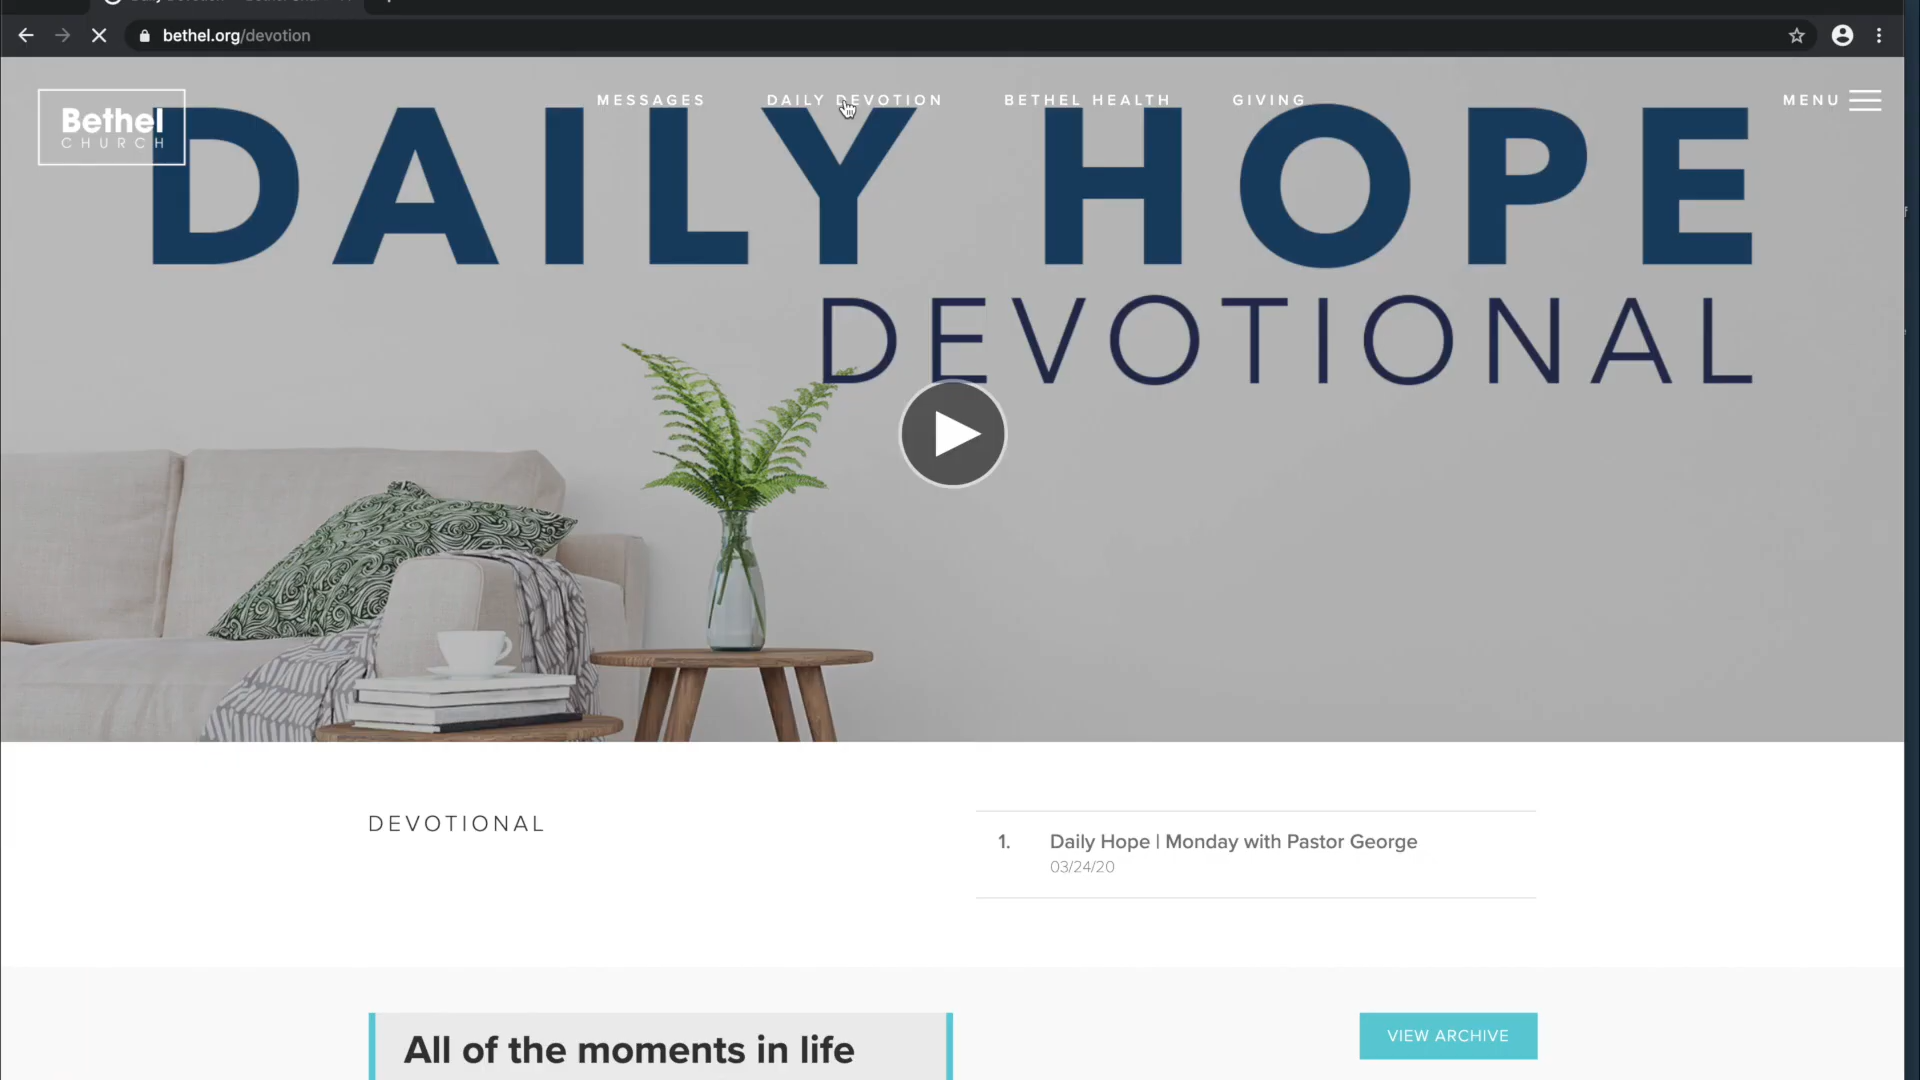 bethel.org/devotion
Bethel
CHURCH
MESSAGES
DAILY DEVOTION
BETHEL HEALTH
GIVING
MENU
DAILY HOPE
DEVOTIONAL
DEVOTIONAL
1. Daily Hope | Monday with Pastor George
03/24/20
All of the moments in life
VIEW ARCHIVE